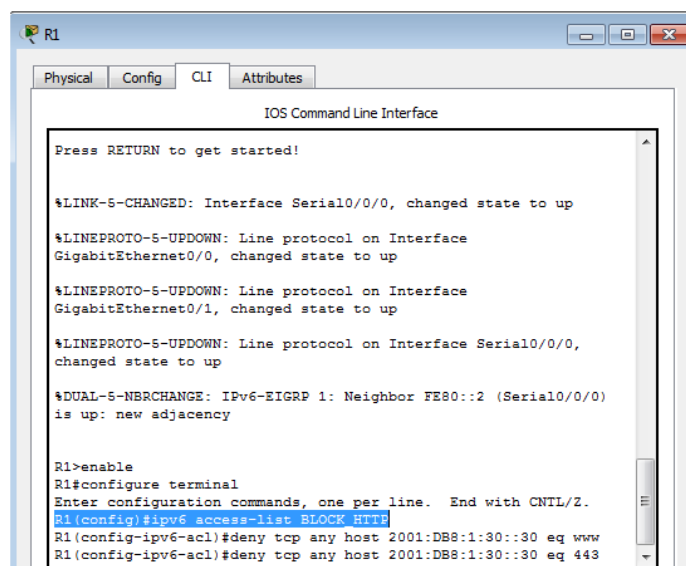 R1
Physical Config CLI Attributes
IOS Command Line Interface
Press RETURN to get started!
%LINK-5-CHANGED: Interface Serial0/0/0, changed state to up
%LINEPROTO-5-UPDOWN: Line protocol on Interface
GigabitEthernet0/0, changed state to up
%LINEPROTO-5-UPDOWN: Line protocol on Interface
GigabitEthernet0/1, changed state to up
%LINEPROTO-5-UPDOWN: Line protocol on Interface Serial0/0/0,
changed state to up
%DUAL-5-NBRCHANGE: IPv6-EIGRP 1: Neighbor FE80::2 (Serial0/0/0)
is up: new adjacency
R1>enable
R1#configure terminal
Enter configuration commands, one per line.  End with CNTL/Z.
R1(config)#ipv6 access-list BLOCK_HTTP
R1(config-ipv6-acl)#deny tcp any host 2001:DB8:1:30::30 eq www
R1(config-ipv6-acl)#deny tcp any host 2001:DB8:1:30::30 eq 443